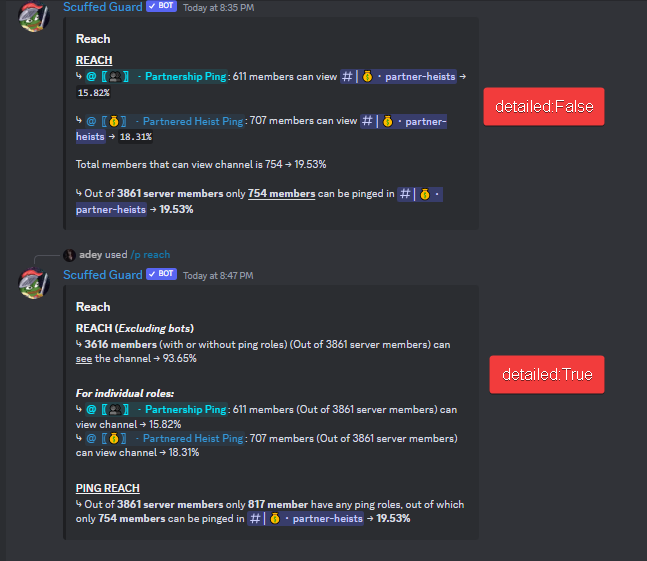 Scuffed Guard ✓ BOT Today at 8:35 PM
Reach
REACH
↳ @ 〚👥〛 - Partnership Ping: 611 members can view # | 💰 • partner-heists →
15.82%
detailed:False
↳ @ 〚💰〛 - Partnered Heist Ping: 707 members can view # | 💰 • partner-
heists → 18.31%
Total members that can view channel is 754 → 19.53%
↳ Out of 3861 server members only 754 members can be pinged in # | 💰 •
partner-heists → 19.53%
adey used /p reach
Scuffed Guard ✓ BOT Today at 8:47 PM
Reach
REACH (Excluding bots)
↳ 3616 members (with or without ping roles) (Out of 3861 server members) can
see the channel → 93.65%
detailed:True
For individual roles:
↳ @ 〚👥〛 - Partnership Ping: 611 members (Out of 3861 server members) can
view channel → 15.82%
↳ @ 〚💰〛 - Partnered Heist Ping: 707 members (Out of 3861 server members)
can view channel → 18.31%
PING REACH
↳ Out of 3861 server members only 817 member have any ping roles, out of which
only 754 members can be pinged in # | 💰 • partner-heists → 19.53%